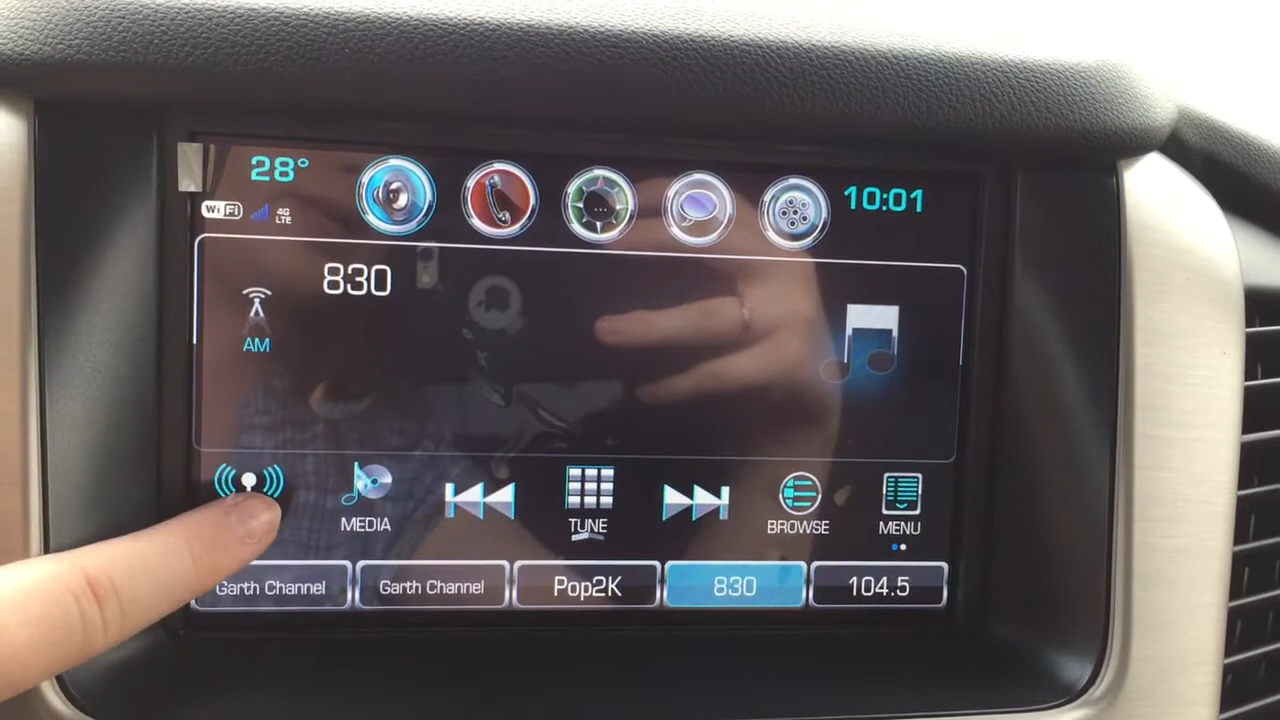 28°
10:01
WiFi
4G
LTE
830
AM
MEDIA
TUNE
BROWSE
MENU
Garth Channel
Garth Channel
Pop2K
830
104.5